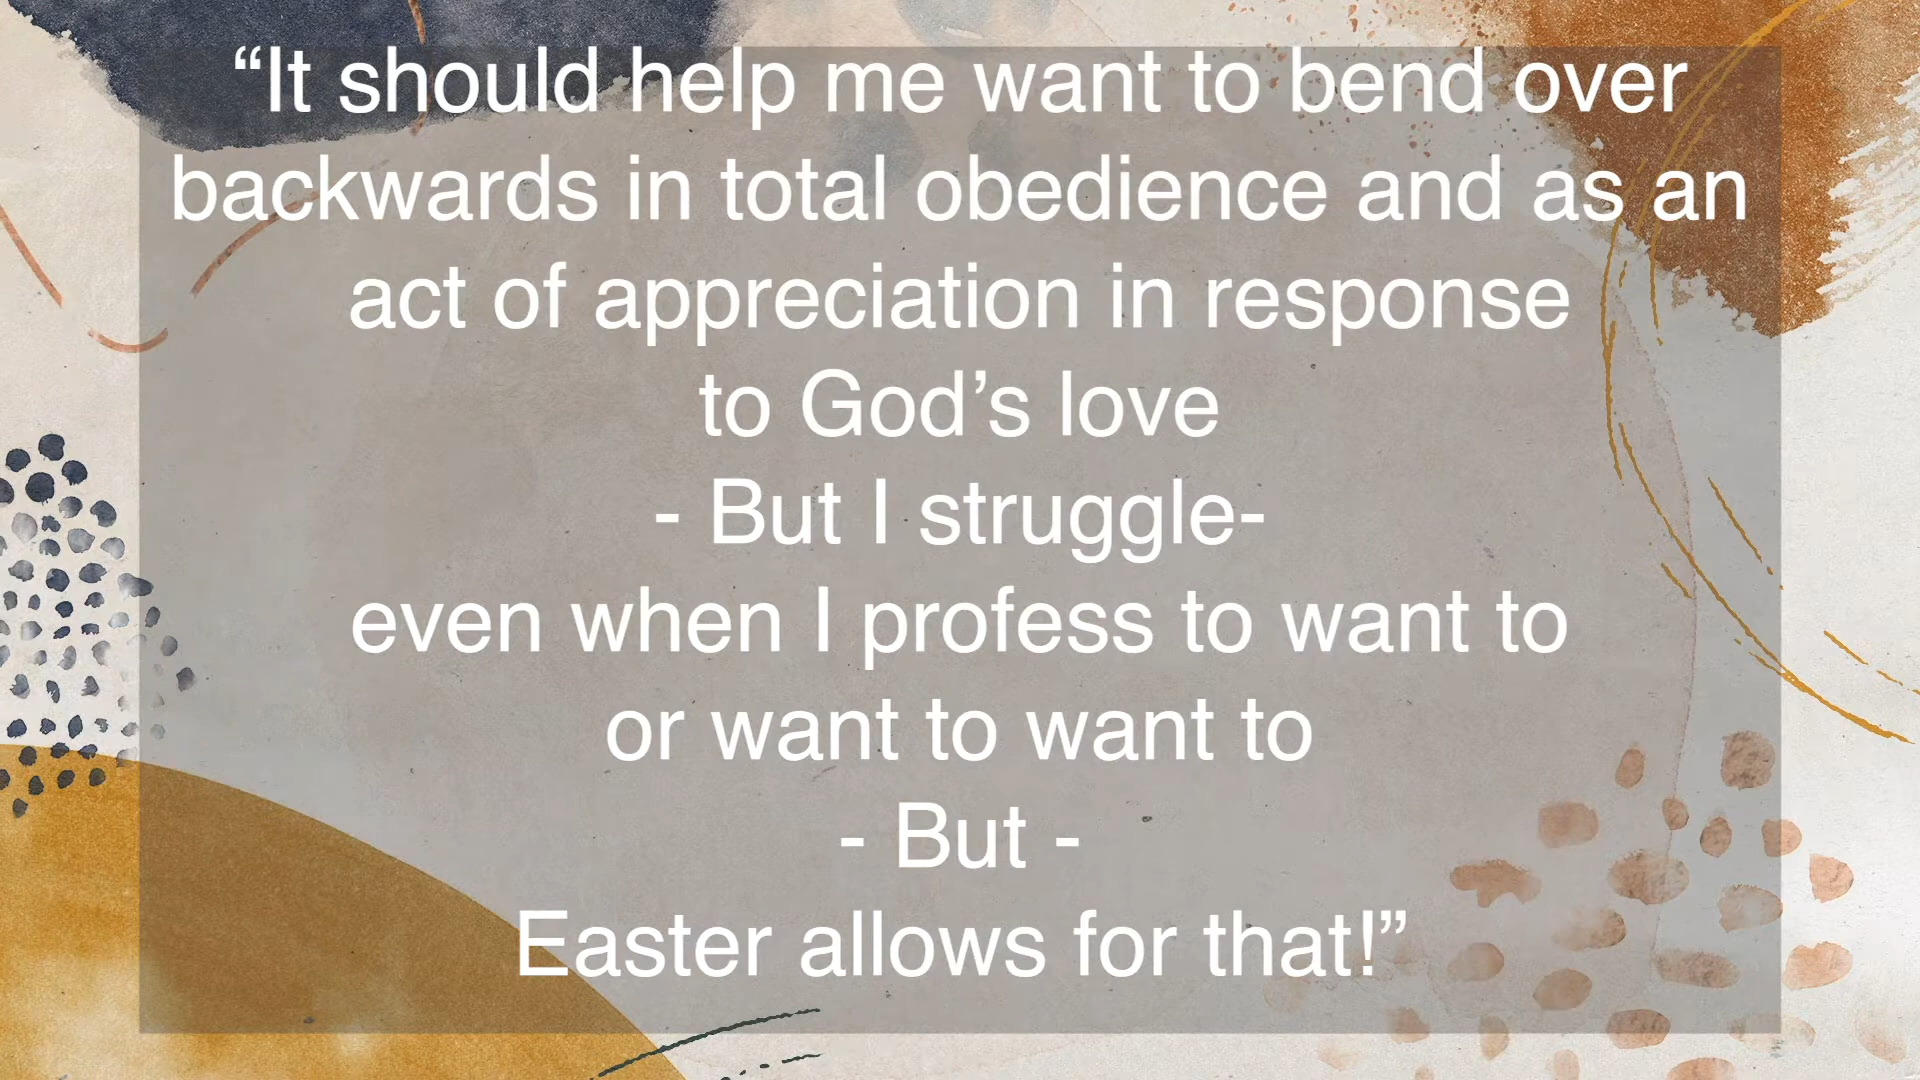 “It should help me want to bend over
backwards in total obedience and as an
act of appreciation in response
to God’s love
- But I struggle-
even when I profess to want to
or want to want to
- But -
Easter allows for that!”